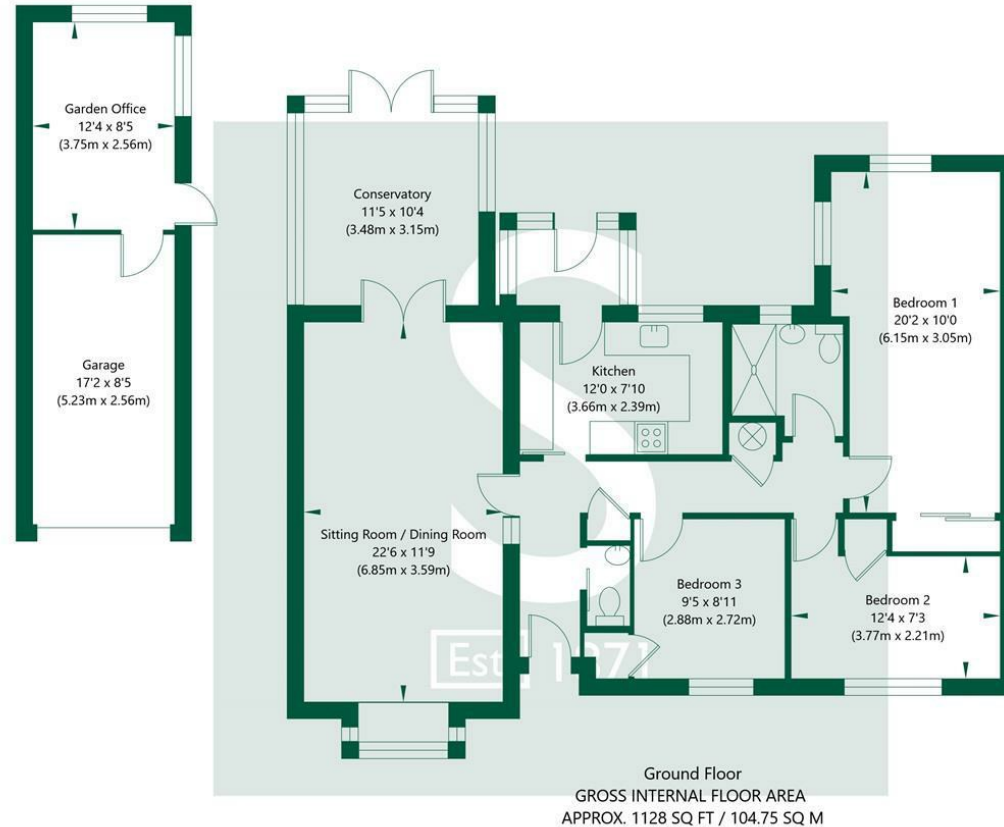 Garden Office
12'4 x 8'5
(3.75m x 2.56m)
Garage
17'2 x 8'5
(5.23m x 2.56m)
Conservatory
11'5 x 10'4
(3.48m x 3.15m)
Kitchen
12'0 x 7'10
(3.66m x 2.39m)
Bedroom 1
20'2 x 10'0
(6.15m x 3.05m)
Sitting Room / Dining Room
22'6 x 11'9
(6.85m x 3.59m)
Bedroom 3
9'5 x 8'11
(2.88m x 2.72m)
Bedroom 2
12'4 x 7'3
(3.77m x 2.21m)
S
Est 1871
Ground Floor
GROSS INTERNAL FLOOR AREA
APPROX. 1128 SQ FT / 104.75 SQ M